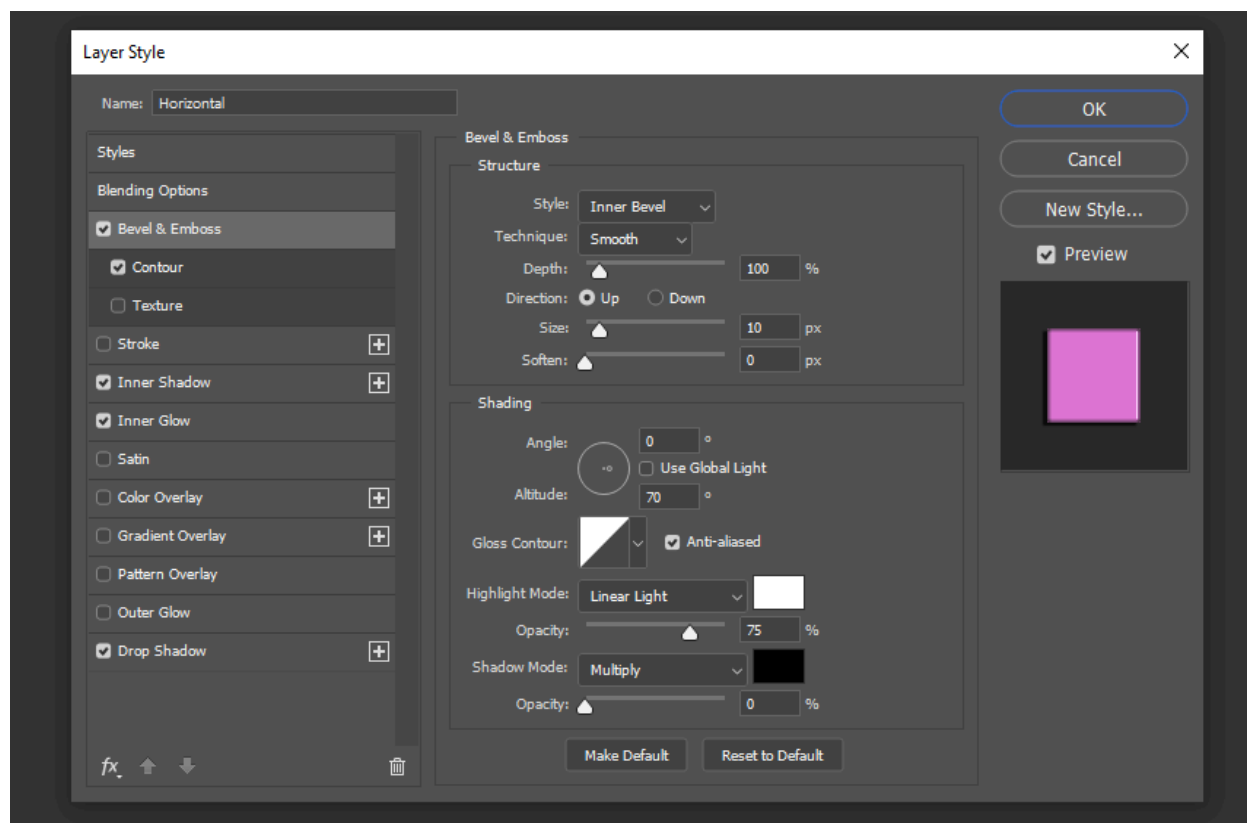 Layer Style
Name: Horizontal
OK
Cancel
New Style...
Preview
Styles
Blending Options
Bevel & Emboss
Contour
Texture
Stroke
Inner Shadow
Inner Glow
Satin
Color Overlay
Gradient Overlay
Pattern Overlay
Outer Glow
Drop Shadow
fx
Bevel & Emboss
Structure
Style: Inner Bevel
Technique: Smooth
Depth: 100 %
Direction: Up Down
Size: 10 px
Soften: 0 px
Shading
Angle: 0 °
Use Global Light
Altitude: 70 °
Gloss Contour: Anti-aliased
Highlight Mode: Linear Light
Opacity: 75 %
Shadow Mode: Multiply
Opacity: 0 %
Make Default Reset to Default